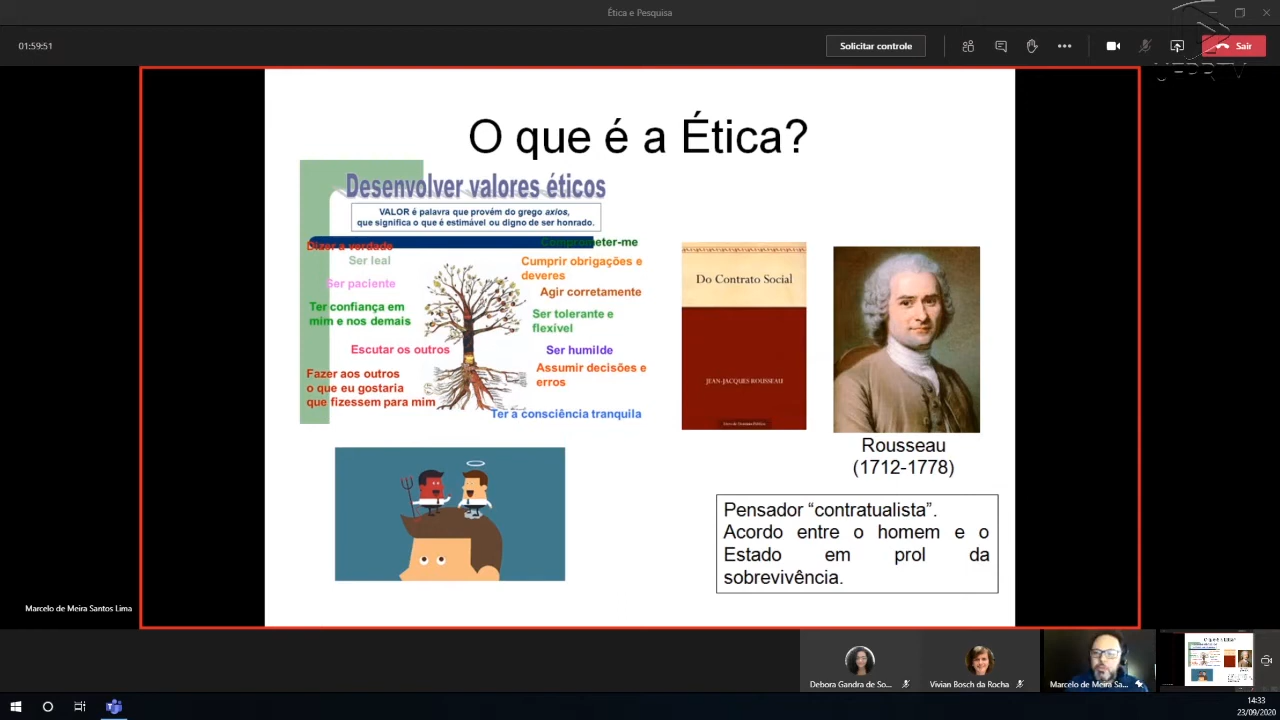 Ética e Pesquisa
01:59:51
Solicitar controle
Sair
O que é a Ética?
Desenvolver valores éticos
VALOR é palavra que provém do grego axios,
que significa o que é estimável ou digno de ser honrado.
Dizer a verdade
Ser leal
Ser paciente
Ter confiança em
mim e nos demais
Escutar os outros
Fazer aos outros
o que eu gostaria
que fizessem para mim
Comprometer-me
Cumprir obrigações e
deveres
Agir corretamente
Ser tolerante e
flexível
Ser humilde
Assumir decisões e
erros
Ter a consciência tranquila
Do Contrato Social
JEAN-JACQUES ROUSSEAU
Rousseau
(1712-1778)
Pensador “contratualista”.
Acordo entre o homem e o
Estado em prol da
sobrevivência.
Marcelo de Meira Santos Lima
Debora Gandra de So...
Vivian Bosch da Rocha
Marcelo de Meira Sa...
14:33
23/09/2020